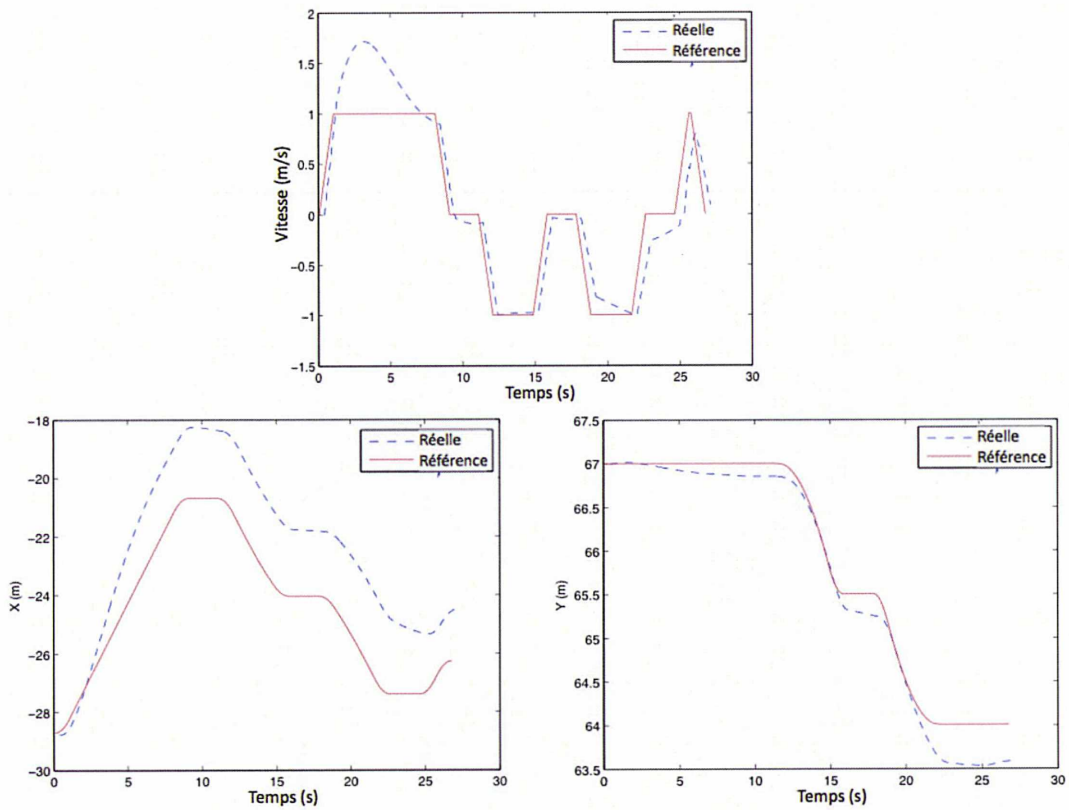 2
1.5
1
0.5
0
-0.5
-1
-1.5
Vitesse (m/s)
Réelle
Référence
0 5 10 15 20 25 30
Temps (s)
-18
-20
-22
-24
-26
-28
-30
X (m)
Réelle
Référence
0 5 10 15 20 25 30
Temps (s)
67.5
67
66.5
66
65.5
65
64.5
64
63.5
Y (m)
Réelle
Référence
0 5 10 15 20 25 30
Temps (s)